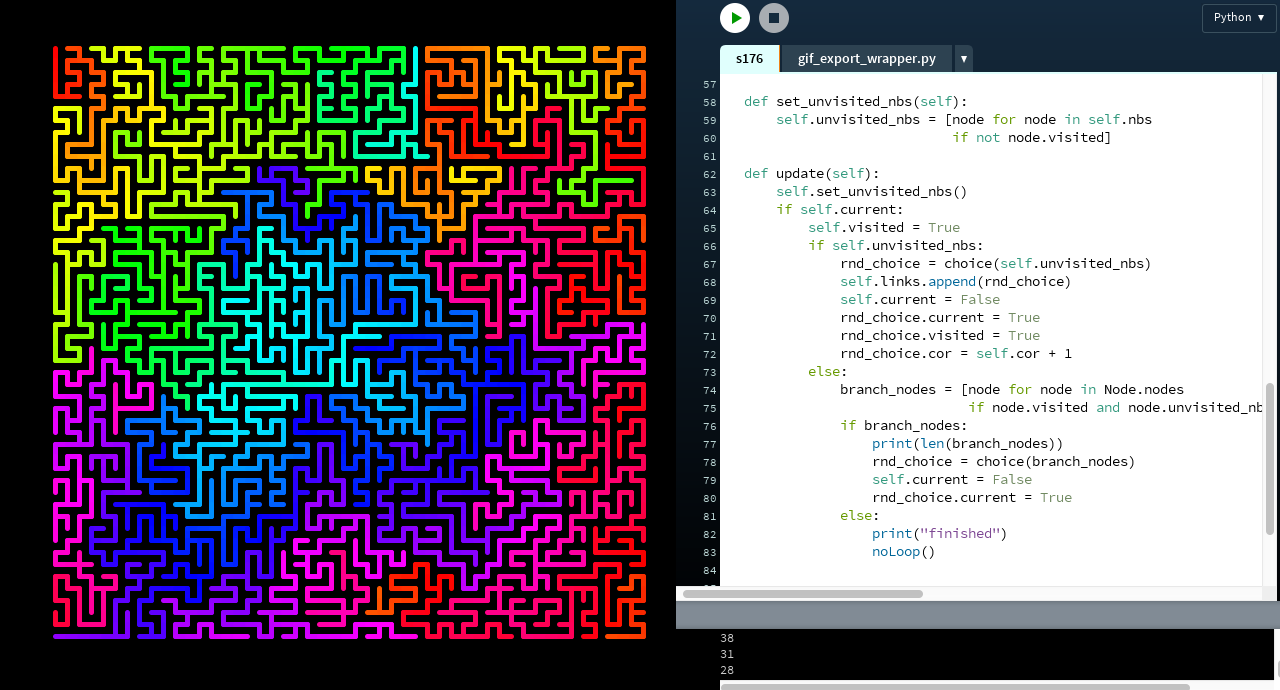 Python ▾
s176 gif_export_wrapper.py ▾
57
58 def set_unvisited_nbs(self):
59 self.unvisited_nbs = [node for node in self.nbs
60 if not node.visited]
61
62 def update(self):
63 self.set_unvisited_nbs()
64 if self.current:
65 self.visited = True
66 if self.unvisited_nbs:
67 rnd_choice = choice(self.unvisited_nbs)
68 self.links.append(rnd_choice)
69 self.current = False
70 rnd_choice.current = True
71 rnd_choice.visited = True
72 rnd_choice.cor = self.cor + 1
73 else:
74 branch_nodes = [node for node in Node.nodes
75 if node.visited and node.unvisited_nb
76 if branch_nodes:
77 print(len(branch_nodes))
78 rnd_choice = choice(branch_nodes)
79 self.current = False
80 rnd_choice.current = True
81 else:
82 print("finished")
83 noLoop()
84
38
31
28